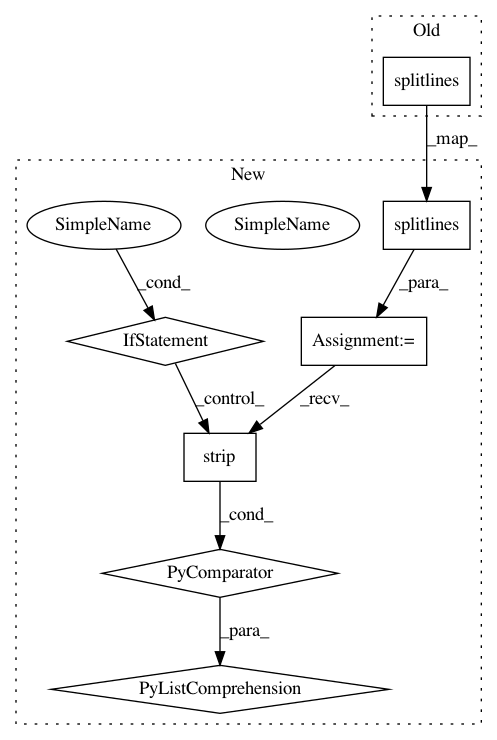 Old
splitlines
_map_
New
SimpleName
SimpleName
splitlines
_cond_
_para_
IfStatement
Assignment:=
_control_
_recv_
strip
_cond_
PyComparator
_para_
PyListComprehension